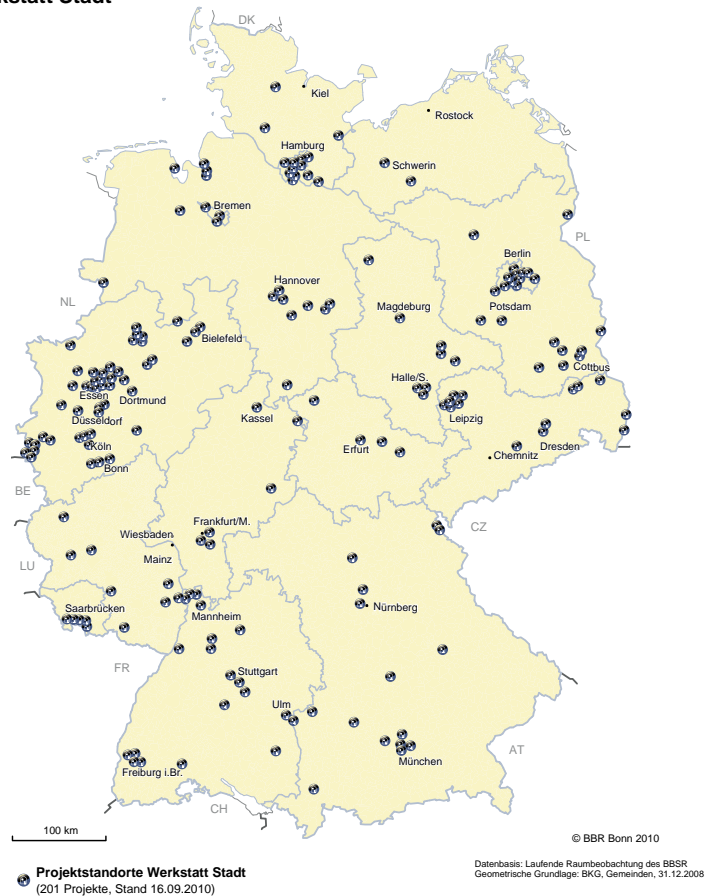 DK
Kiel
Rostock
Hamburg
Schwerin
Bremen
PL
Berlin
NL
Hannover
Magdeburg
Potsdam
Bielefeld
Cottbus
Halle/S.
Essen
Dortmund
Leipzig
Kassel
Düsseldorf
Köln
Erfurt
Dresden
Chemnitz
Bonn
BE
Frankfurt/M.
CZ
Wiesbaden
Mainz
LU
Saarbrücken
Mannheim
Nürnberg
FR
Stuttgart
Ulm
AT
München
Freiburg i.Br.
CH
100 km
© BBR Bonn 2010
Projektstandorte Werkstatt Stadt
(201 Projekte, Stand 16.09.2010)
Datenbasis: Laufende Raumbeobachtung des BBSR
Geometrische Grundlage: BKG, Gemeinden, 31.12.2008